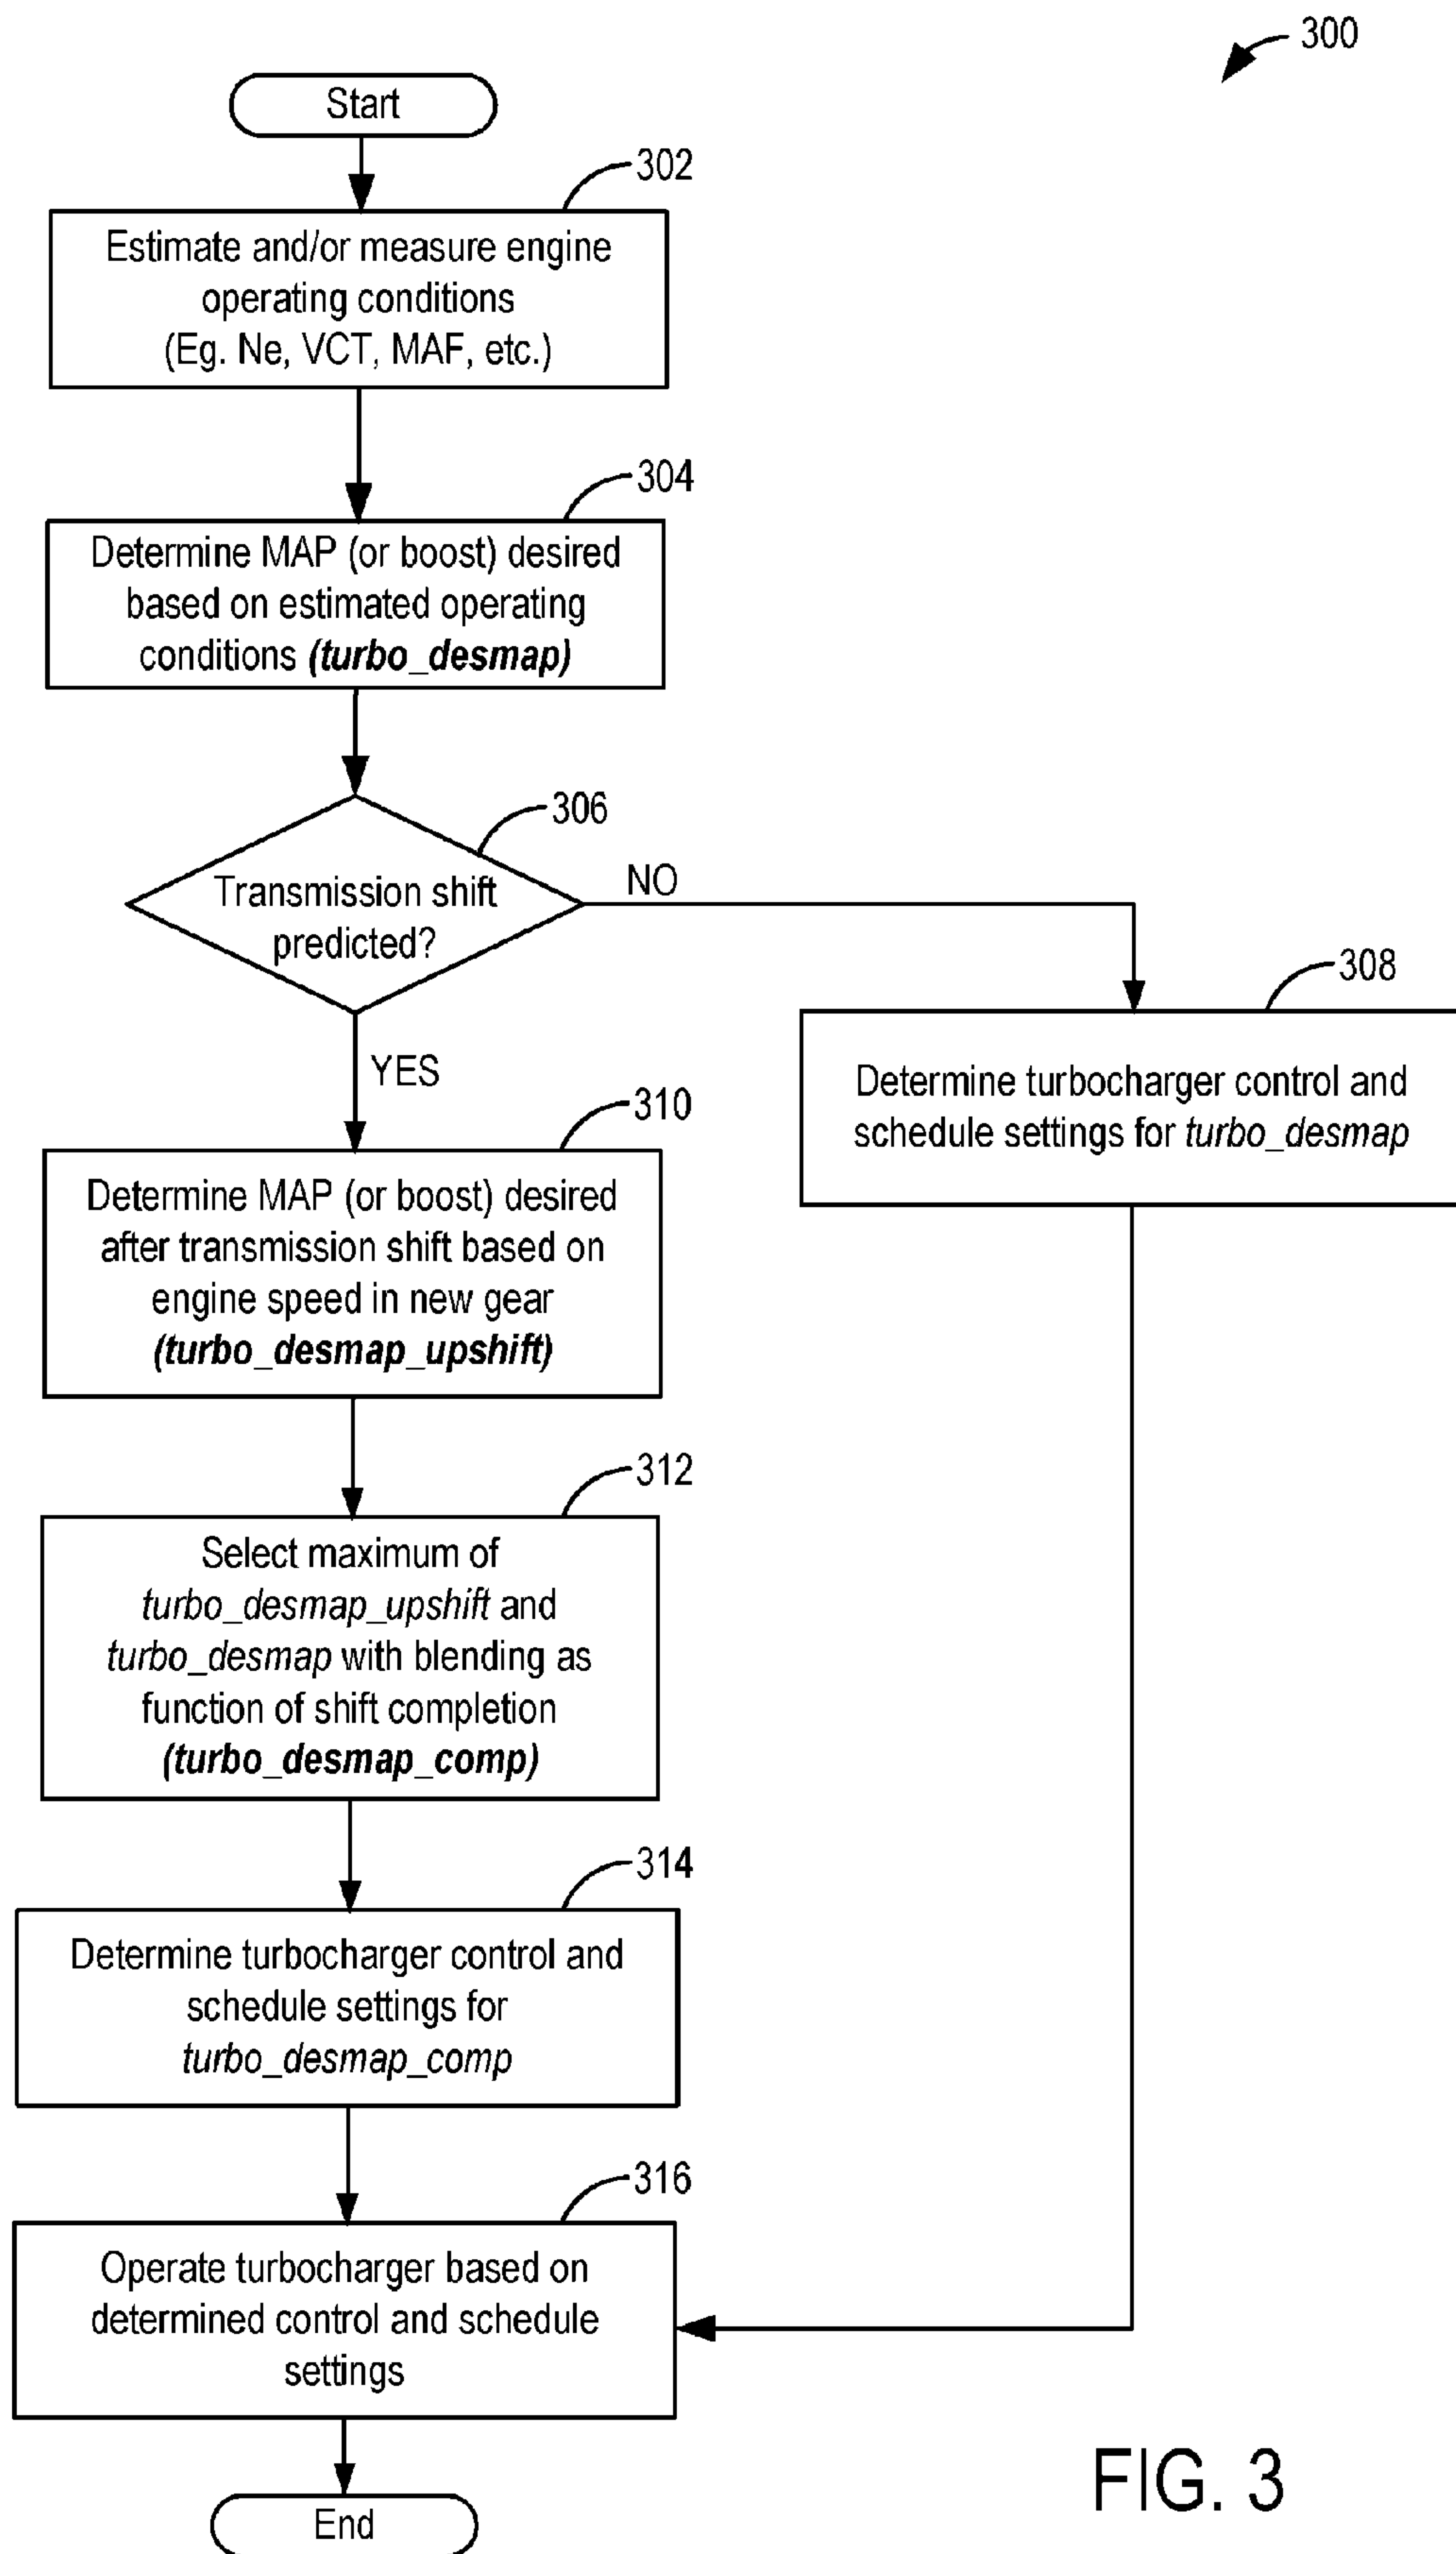 300
Start
302
Estimate and/or measure engine
operating conditions
(Eg. Ne, VCT, MAF, etc.)
304
Determine MAP (or boost) desired
based on estimated operating
conditions (turbo_desmap)
306
Transmission shift
predicted?
NO
YES
308
Determine turbocharger control and
schedule settings for turbo_desmap
310
Determine MAP (or boost) desired
after transmission shift based on
engine speed in new gear
(turbo_desmap_upshift)
312
Select maximum of
turbo_desmap_upshift and
turbo_desmap with blending as
function of shift completion
(turbo_desmap_comp)
314
Determine turbocharger control and
schedule settings for
turbo_desmap_comp
316
Operate turbocharger based on
determined control and schedule
settings
End
FIG. 3